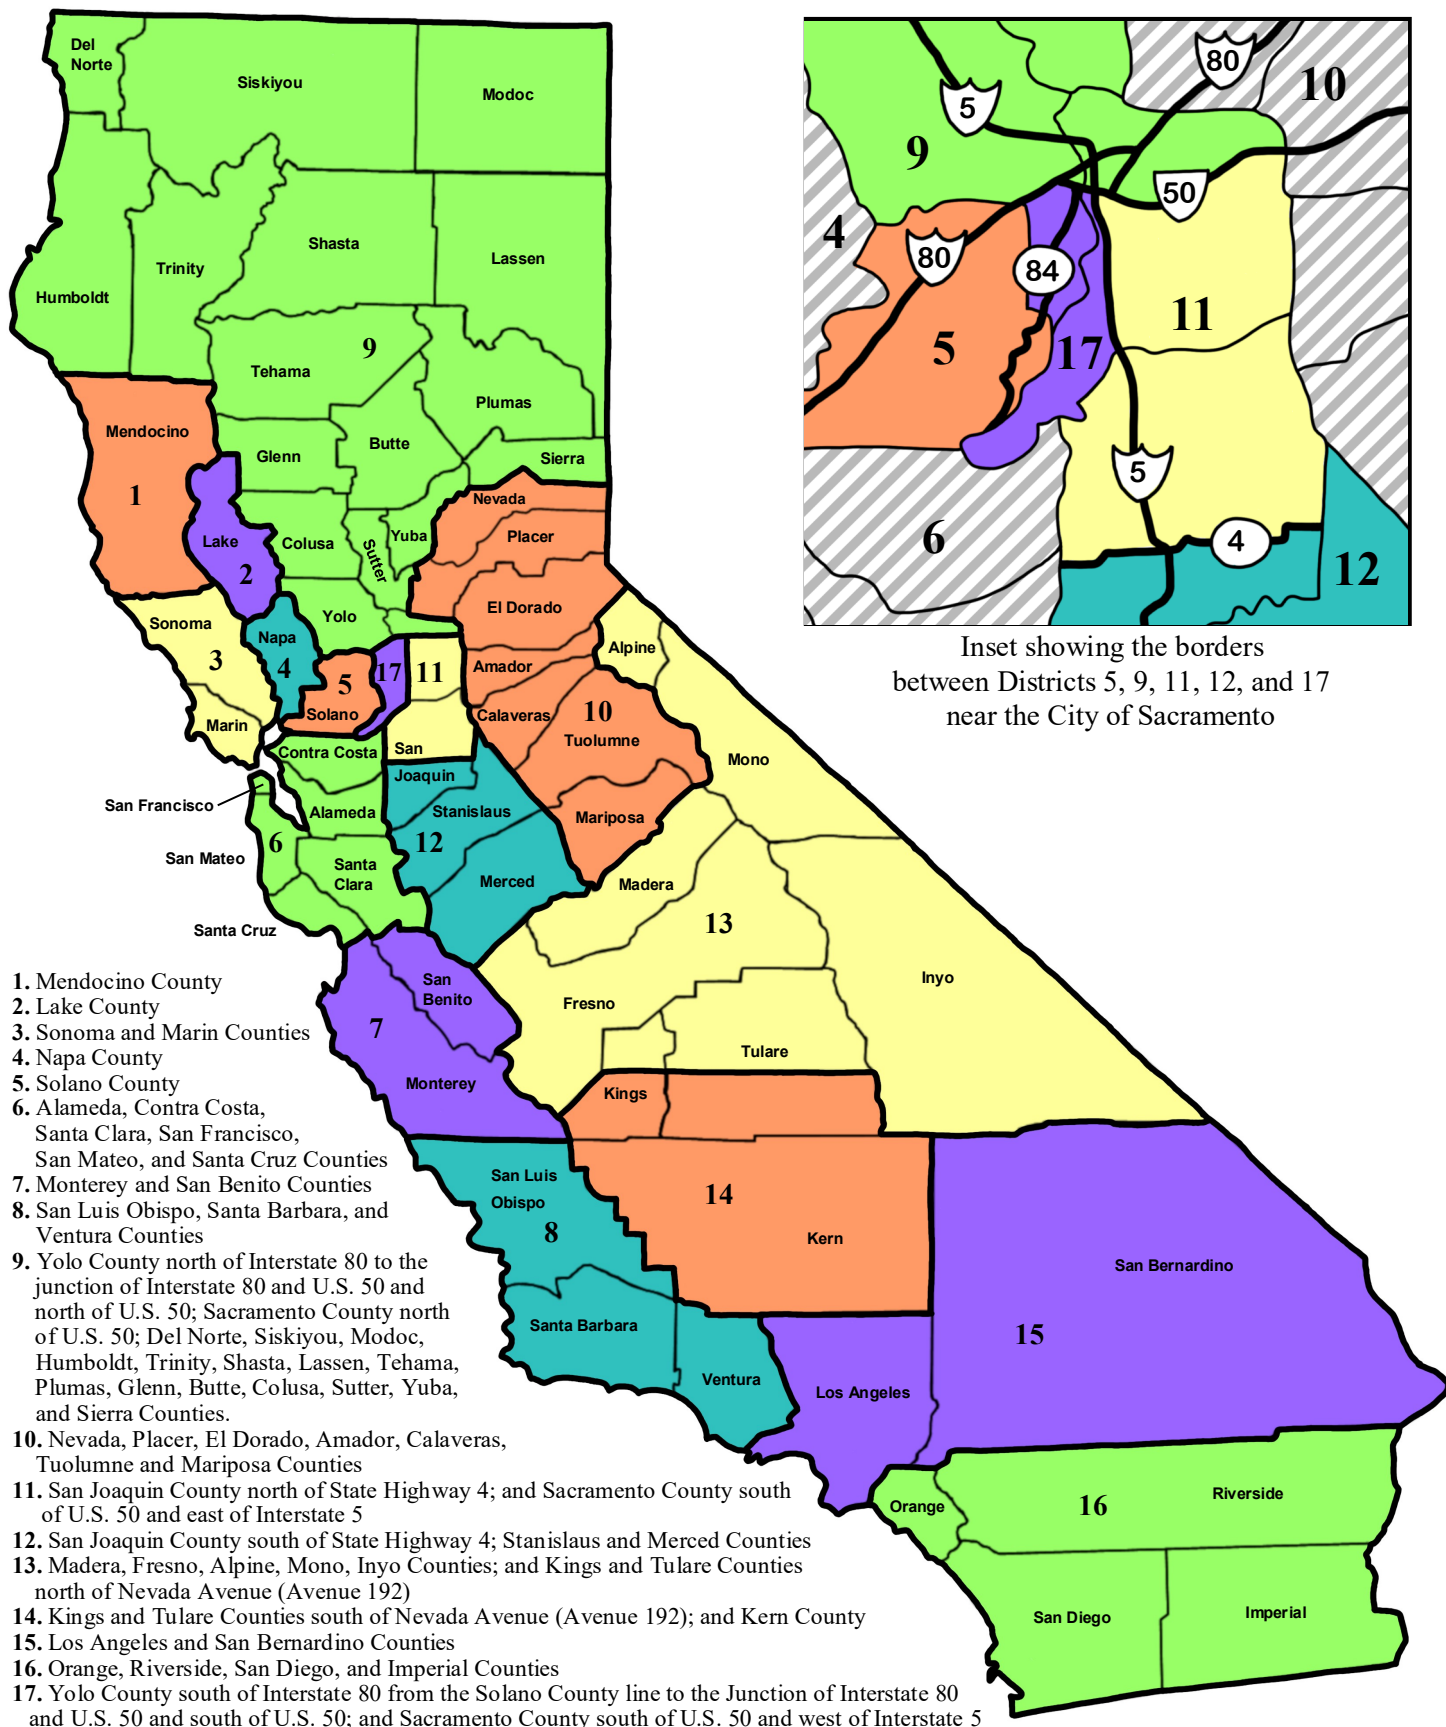 Del
Norte
Siskiyou
Modoc
Humboldt
Trinity
Shasta
Lassen
9
Tehama
Plumas
Mendocino
Butte
Glenn
Sierra
1
Nevada
Placer
Yuba
Lake
Colusa
Sutter
2
El Dorado
Yolo
Sonoma
Napa
Alpine
3
4
5
17
11
Amador
Solano
Calaveras
10
Marin
Tuolumne
Contra Costa
San
Joaquin
Mono
San Francisco
Alameda
Stanislaus
Mariposa
6
12
San Mateo
Santa
Clara
Merced
Madera
13
Santa Cruz
San
Benito
Inyo
Fresno
7
Tulare
Monterey
Kings
San Luis
Obispo
14
8
Kern
San Bernardino
Santa Barbara
15
Ventura
Los Angeles
Orange
16
Riverside
San Diego
Imperial
80
10
5
9
50
4
80
84
11
5
17
5
6
4
12
Inset showing the borders
between Districts 5, 9, 11, 12, and 17
near the City of Sacramento
1. Mendocino County
2. Lake County
3. Sonoma and Marin Counties
4. Napa County
5. Solano County
6. Alameda, Contra Costa,
Santa Clara, San Francisco,
San Mateo, and Santa Cruz Counties
7. Monterey and San Benito Counties
8. San Luis Obispo, Santa Barbara, and
Ventura Counties
9. Yolo County north of Interstate 80 to the
junction of Interstate 80 and U.S. 50 and
north of U.S. 50; Sacramento County north
of U.S. 50; Del Norte, Siskiyou, Modoc,
Humboldt, Trinity, Shasta, Lassen, Tehama,
Plumas, Glenn, Butte, Colusa, Sutter, Yuba,
and Sierra Counties.
10. Nevada, Placer, El Dorado, Amador, Calaveras,
Tuolumne and Mariposa Counties
11. San Joaquin County north of State Highway 4; and Sacramento County south
of U.S. 50 and east of Interstate 5
12. San Joaquin County south of State Highway 4; Stanislaus and Merced Counties
13. Madera, Fresno, Alpine, Mono, Inyo Counties; and Kings and Tulare Counties
north of Nevada Avenue (Avenue 192)
14. Kings and Tulare Counties south of Nevada Avenue (Avenue 192); and Kern County
15. Los Angeles and San Bernardino Counties
16. Orange, Riverside, San Diego, and Imperial Counties
17. Yolo County south of Interstate 80 from the Solano County line to the Junction of Interstate 80
and U.S. 50 and south of U.S. 50; and Sacramento County south of U.S. 50 and west of Interstate 5